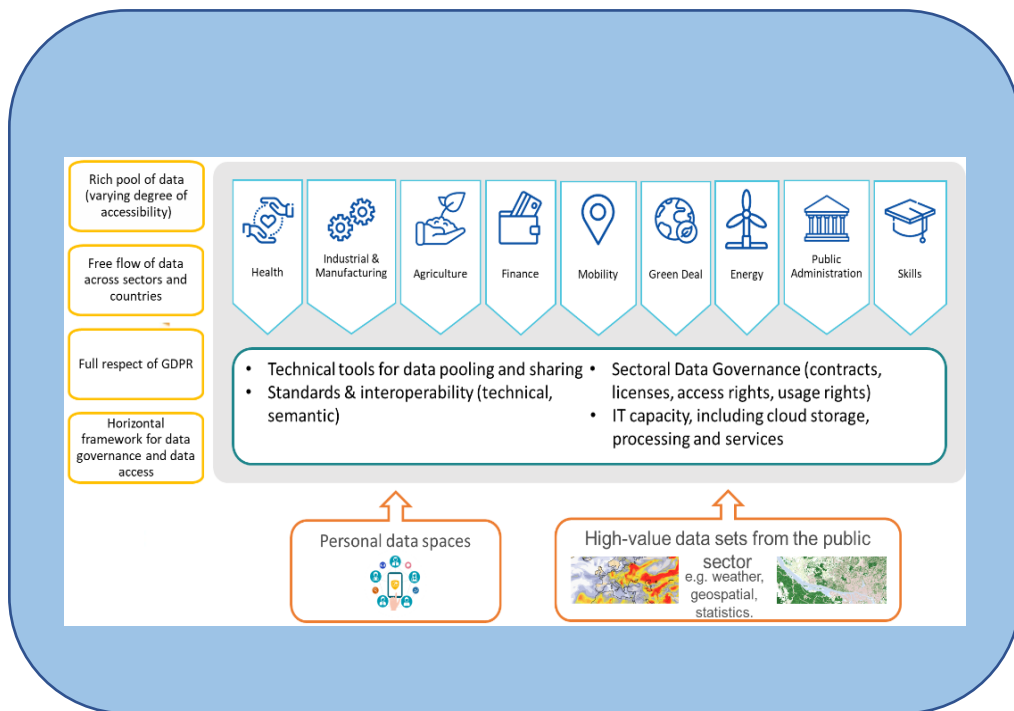 Rich pool of data
(varying degree of
accessibility)
Free flow of data
across sectors and
countries
Full respect of GDPR
Horizontal
framework for data
governance and data
access
Health
Industrial &
Manufacturing
Agriculture
Finance
Mobility
Green Deal
Energy
Public
Administration
Skills
• Technical tools for data pooling and sharing
• Standards & interoperability (technical,
semantic)
• Sectoral Data Governance (contracts,
licenses, access rights, usage rights)
• IT capacity, including cloud storage,
processing and services
Personal data spaces
High-value data sets from the public
sector
e.g. weather,
geospatial,
statistics.